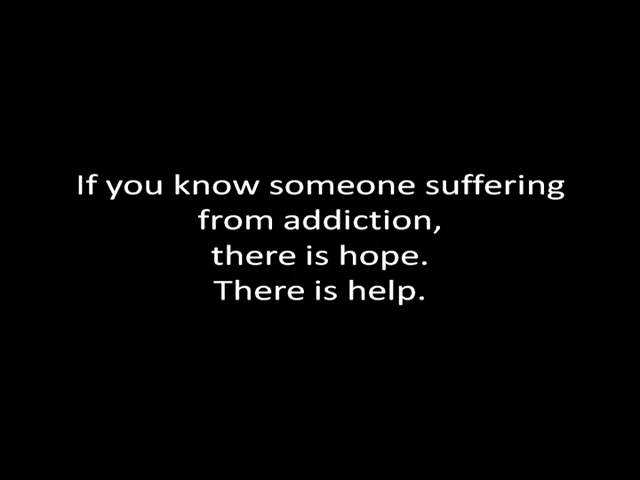 If you know someone suffering
from addiction,
there is hope.
There is help.